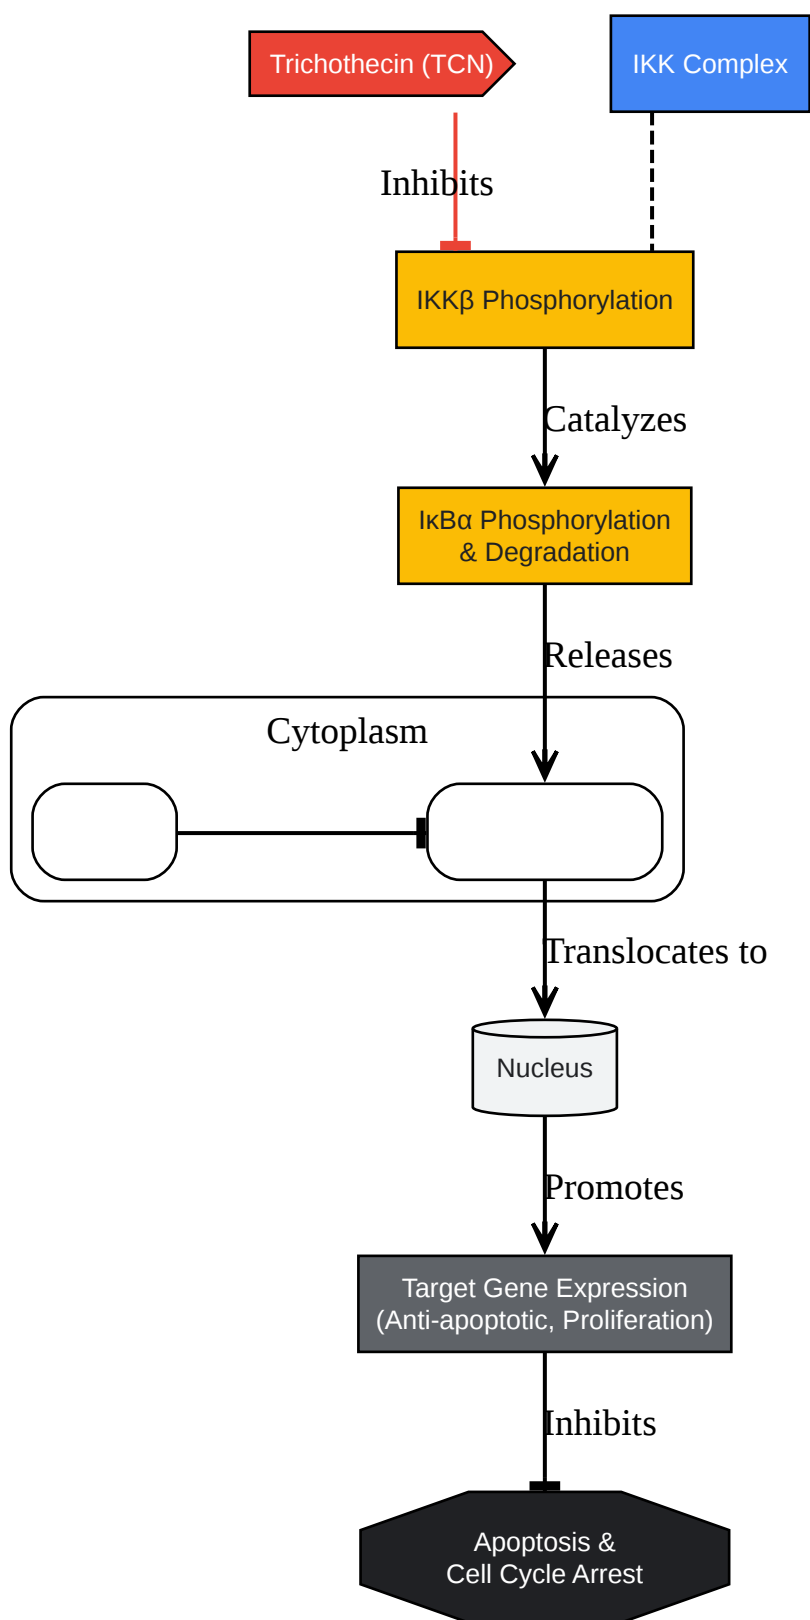 Trichothecin (TCN)
IKK Complex
Inhibits
IKKβ Phosphorylation
Catalyzes
IκBα Phosphorylation
& Degradation
Releases
Cytoplasm
Translocates to
Nucleus
Promotes
Target Gene Expression
(Anti-apoptotic, Proliferation)
Inhibits
Apoptosis &
Cell Cycle Arrest